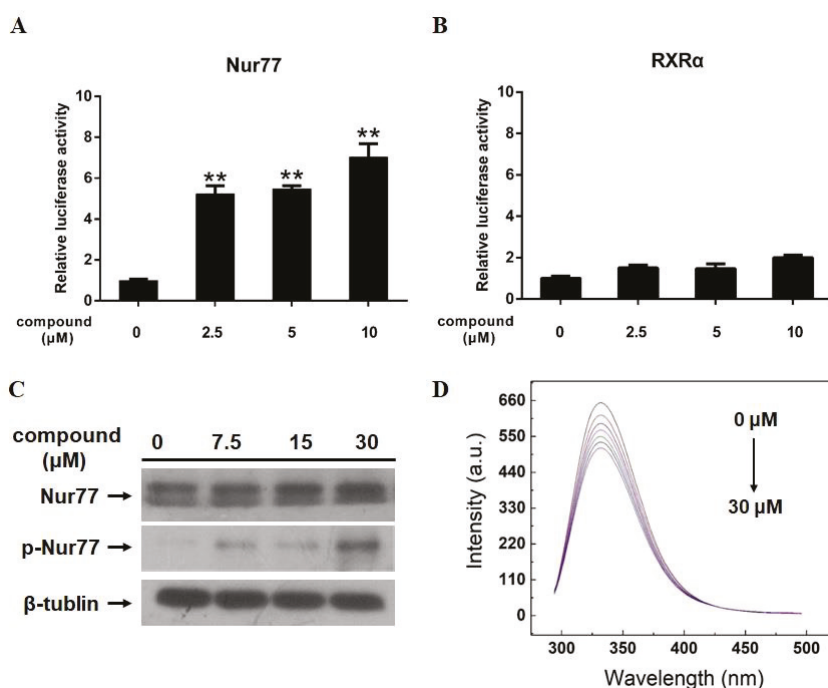 A
Nur77
Relative luciferase activity
10
8
6
4
2
0
**
**
**
compound
(μM)
0 2.5 5 10
B
RXRα
Relative luciferase activity
10
8
6
4
2
0
compound
(μM)
0 2.5 5 10
C
compound
(μM)
0 7.5 15 30
Nur77
p-Nur77
β-tublin
D
Intensity (a.u.)
660
550
440
330
220
110
0
0 μM
30 μM
300 350 400 450 500
Wavelength (nm)